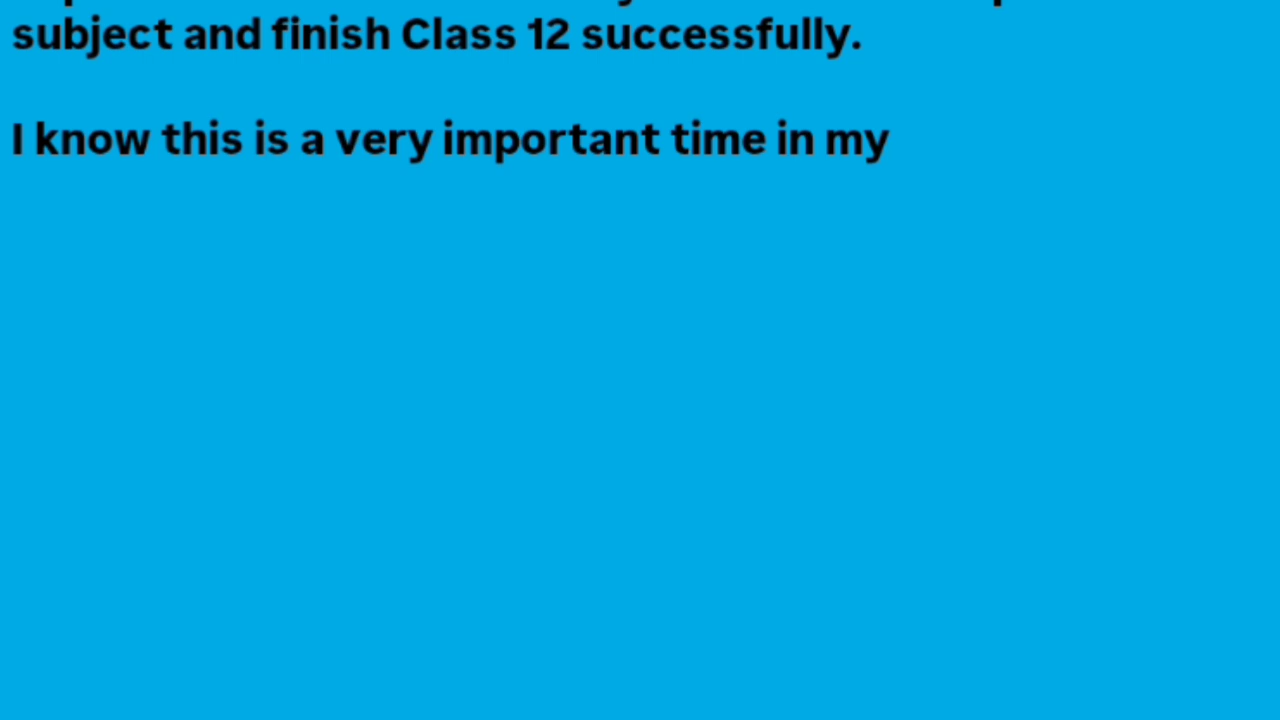 subject and finish Class 12 successfully.
I know this is a very important time in my